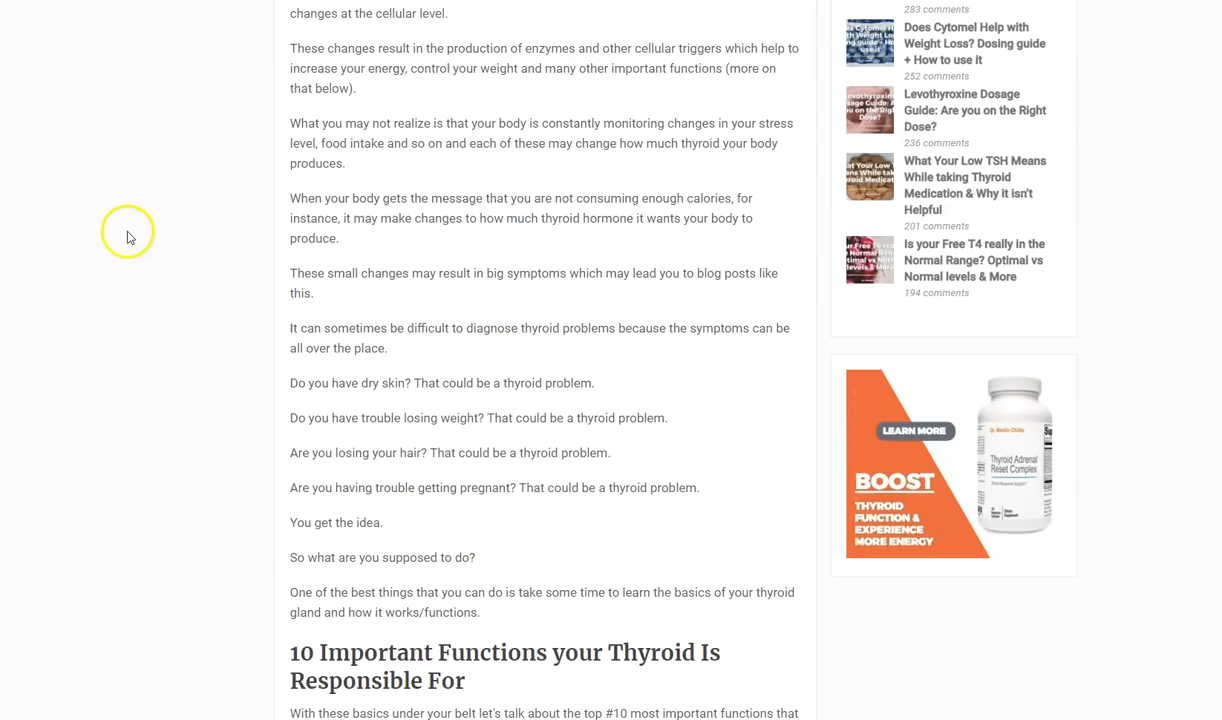 changes at the cellular level.
These changes result in the production of enzymes and other cellular triggers which help to
increase your energy, control your weight and many other important functions (more on
that below).
What you may not realize is that your body is constantly monitoring changes in your stress
level, food intake and so on and each of these may change how much thyroid your body
produces.
When your body gets the message that you are not consuming enough calories, for
instance, it may make changes to how much thyroid hormone it wants your body to
produce.
These small changes may result in big symptoms which may lead you to blog posts like
this.
It can sometimes be difficult to diagnose thyroid problems because the symptoms can be
all over the place.
Do you have dry skin? That could be a thyroid problem.
Do you have trouble losing weight? That could be a thyroid problem.
Are you losing your hair? That could be a thyroid problem.
Are you having trouble getting pregnant? That could be a thyroid problem.
You get the idea.
So what are you supposed to do?
One of the best things that you can do is take some time to learn the basics of your thyroid
gland and how it works/functions.
10 Important Functions your Thyroid Is
Responsible For
With these basics under your belt let's talk about the top #10 most important functions that
283 comments
Does Cytomel Help with
Weight Loss? Dosing guide
+ How to use it
252 comments
Levothyroxine Dosage
Guide: Are you on the Right
Dose?
236 comments
What Your Low TSH Means
While taking Thyroid
Medication & Why it isn't
Helpful
201 comments
Is your Free T4 really in the
Normal Range? Optimal vs
Normal levels & More
194 comments
LEARN MORE
BOOST
THYROID
FUNCTION &
EXPERIENCE
MORE ENERGY
Dr. Westin Childs
Thyroid Adrenal
Reset Complex